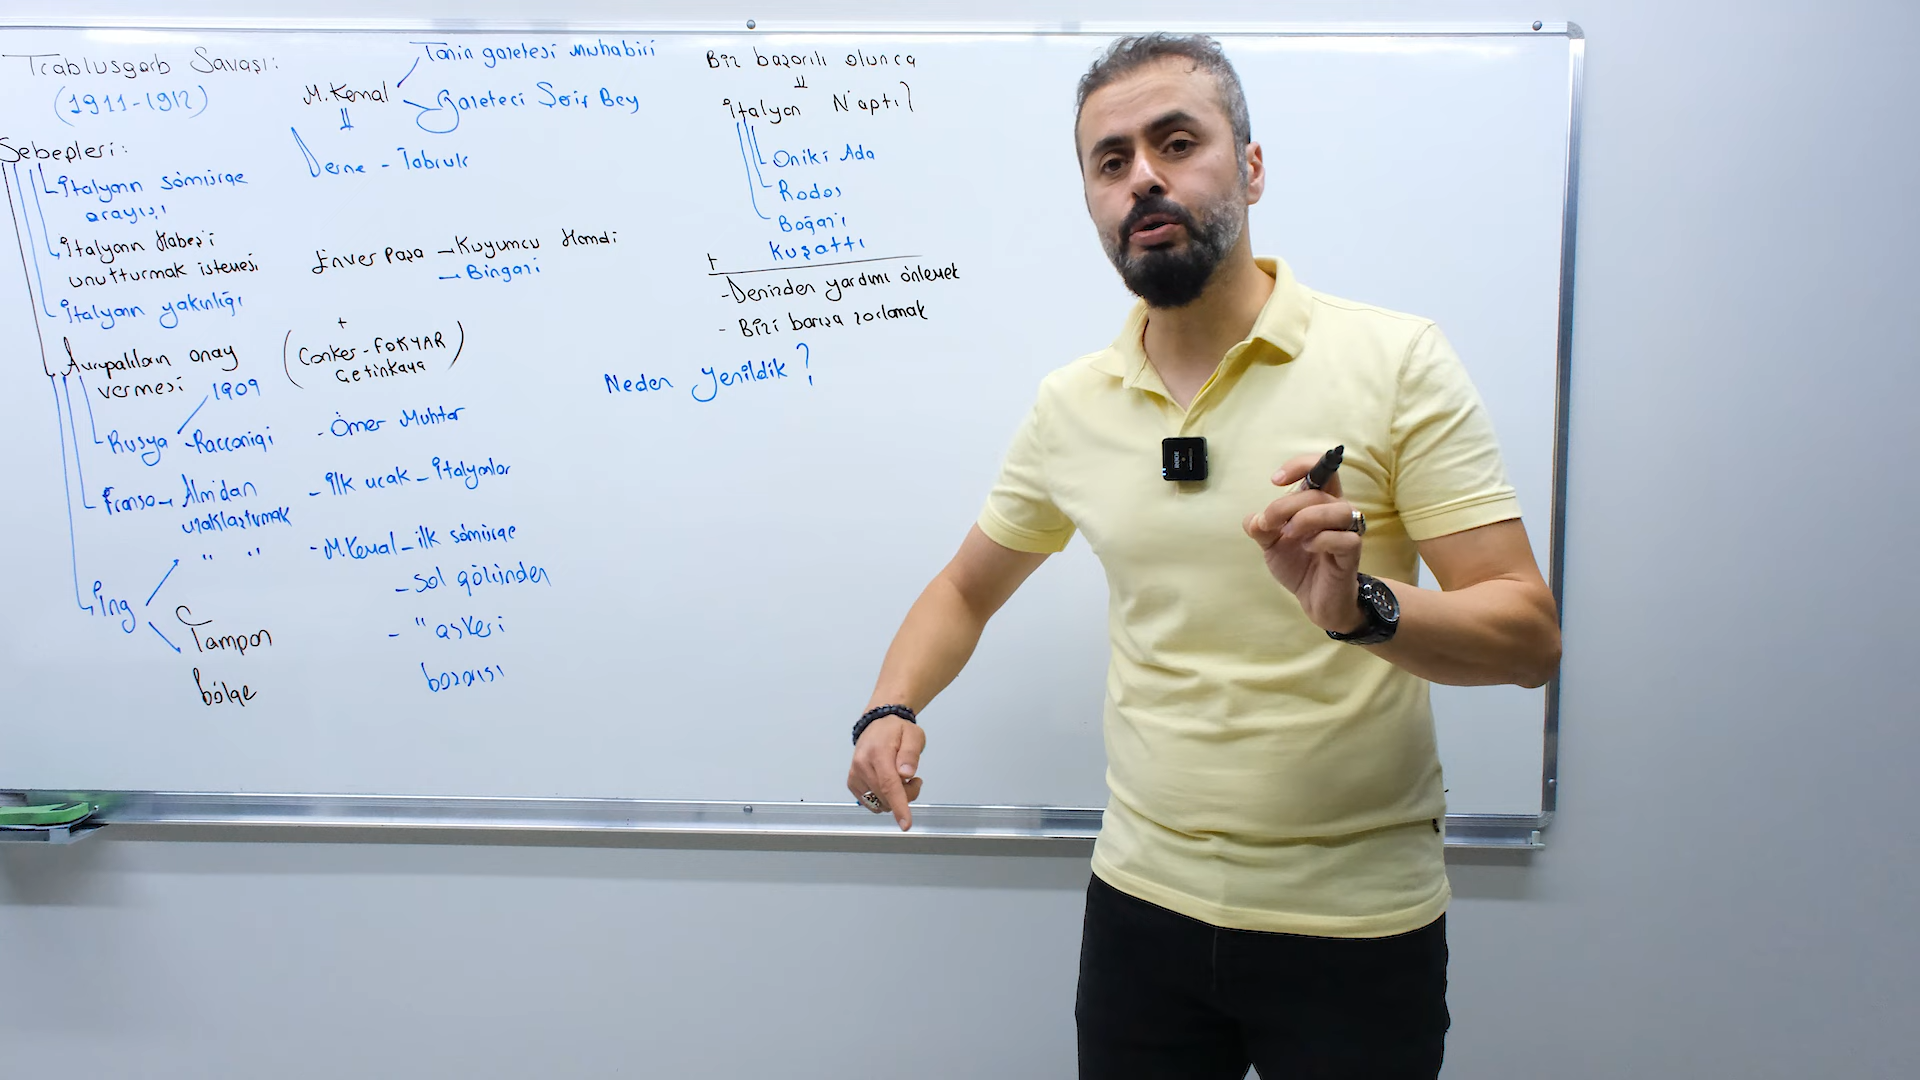 Trablusgarb Savaşı:
(1911-1912)
Sebepleri:
İtalyanın sömürge
arayışı
İtalyanın Habeş'i
unutturmak istemesi
İtalyanın yakınlığı
Avrupalıların onay
vermesi
1909
Rusya - Racconigi
Fransa → Alm'dan
uzaklaştırmak
İng
" "
Tampon
bölge
Tanin gazetesi muhabiri
M. Kemal
Gazeteci Şerif Bey
Derne - Tobruk
Enver Paşa → Kuyumcu Hamdi
→ Bingazi
+
(Conker - FOKYAR)
Çetinkaya
- Ömer Muhtar
- İlk uçak - İtalyanlar
- M. Kemal - ilk sömürge
- Sol gözünden
- " askeri
başarısı
Biz başarılı olunca
İtalyan N'aptı?
Oniki Ada
Rodos
Boğaz'ı
Kuşattı
+
- Denizden yardımı önlemek
- Bizi barışa zorlamak
Neden yenildik?